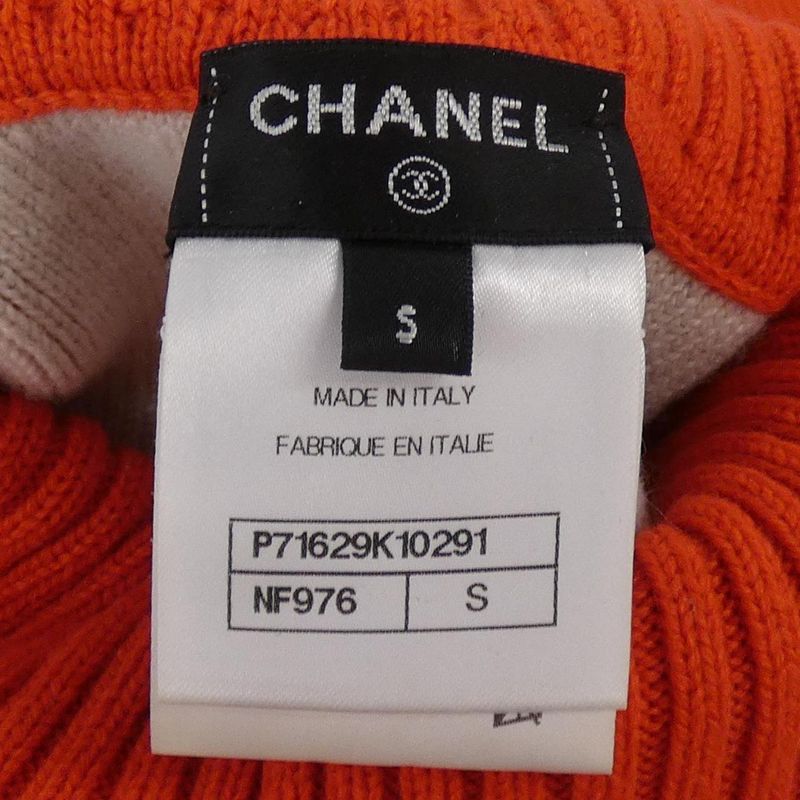 CHANEL
S
MADE IN ITALY
FABRIQUE EN ITALIE
P71629K10291
NF976 S